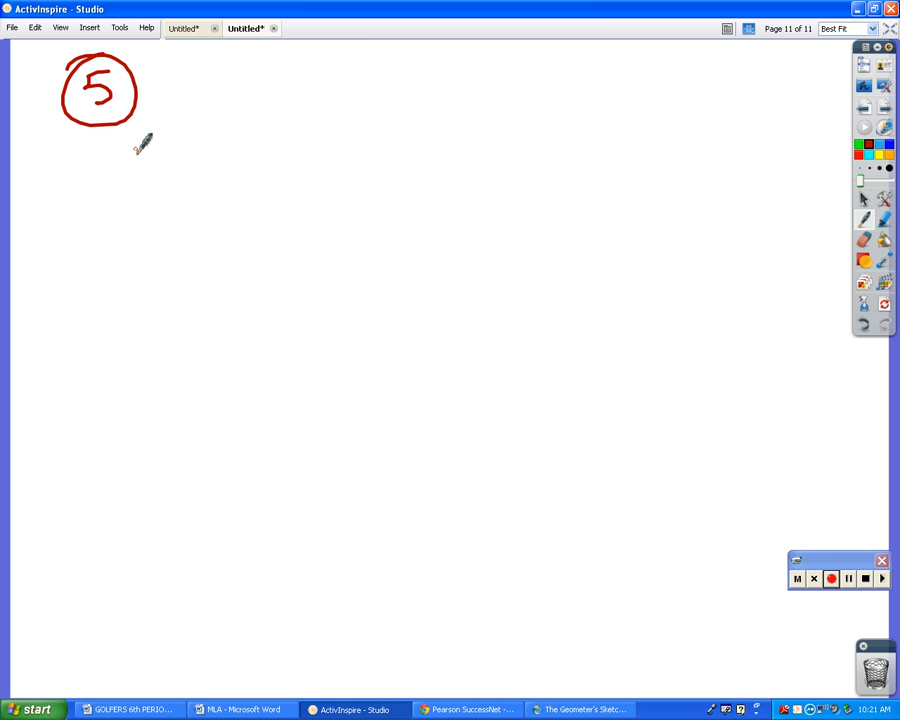 ActivInspire - Studio
File Edit View Insert Tools Help Untitled* Untitled* Page 11 of 11 Best Fit
5
M
start GOLFERS 6th PERIO... MLA - Microsoft Word ActivInspire - Studio Pearson SuccessNet -... The Geometer's Sketc... 10:21 AM